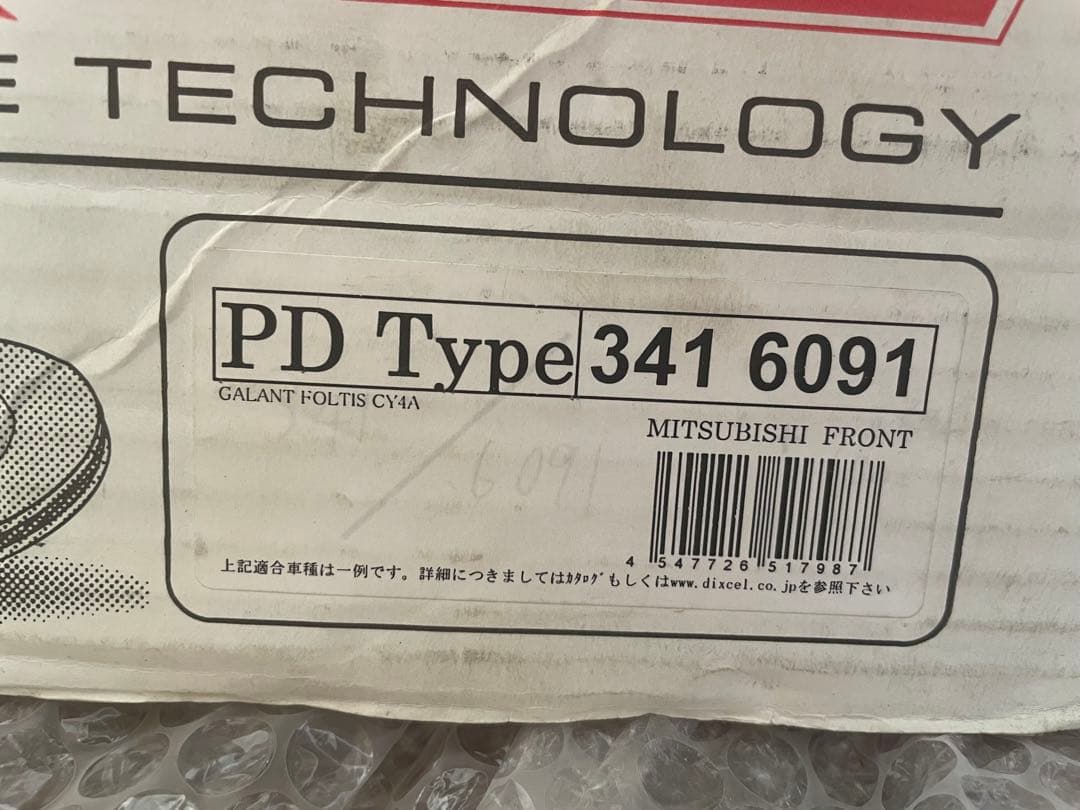 E TECHNOLOGY
PD Type 341 6091
GALANT FOLTIS CY4A
MITSUBISHI FRONT
6091
4 547726 517987
上記適合車種は一例です。詳細につきましてはｶﾀﾛｸﾞもしくはwww.dixcel.co.jpを参照下さい